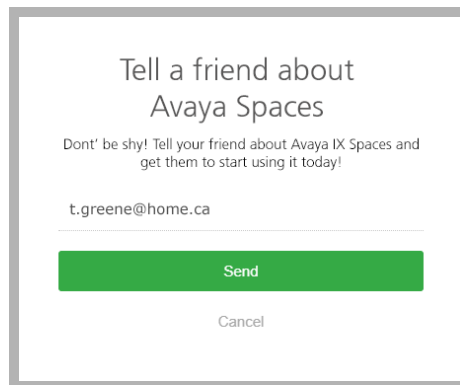 Tell a friend about
Avaya Spaces
Dont' be shy! Tell your friend about Avaya IX Spaces and
get them to start using it today!
t.greene@home.ca
Send
Cancel